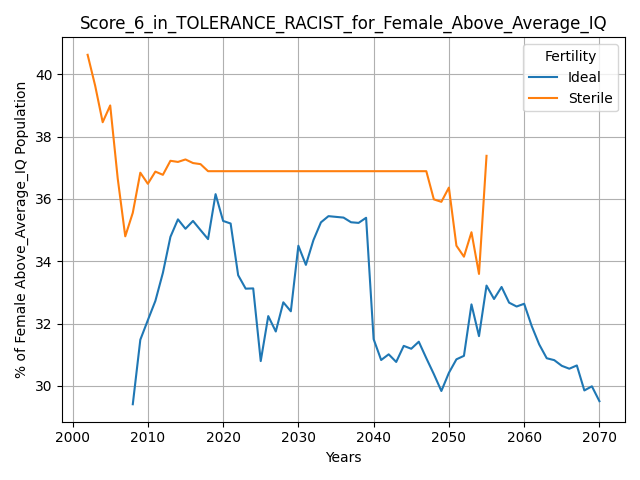 Score_6_in_TOLERANCE_RACIST_for_Female_Above_Average_IQ
% of Female Above_Average_IQ Population
40
38
36
34
32
30
Fertility
Ideal
Sterile
2000 2010 2020 2030 2040 2050 2060 2070
Years